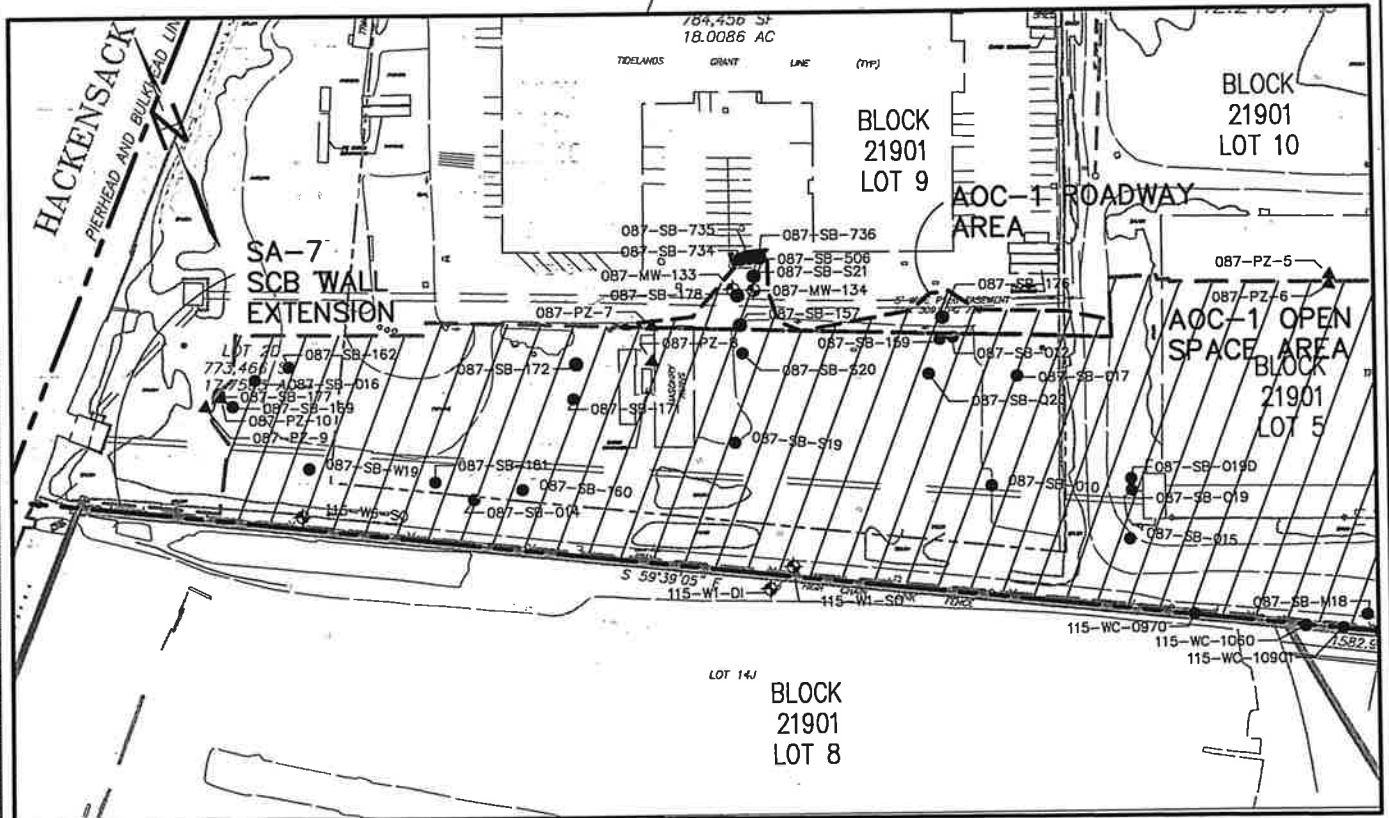 784,456 SF
18.0086 AC
TIDELANDS GRANT LINE (TYP)
HACKENSACK
PIERHEAD AND BULKHEAD LINE
BLOCK
21901
LOT 9
BLOCK
21901
LOT 10
AOC-1 ROADWAY
AREA
SA-7
SCB WALL
EXTENSION
087-SB-735
087-SB-734
087-MW-133
087-SB-178
087-PZ-7
087-SB-736
087-SB-506
087-SB-S21
087-MW-134
087-SB-157
087-PZ-8
087-SB-S20
087-SB-176
087-SB-159
087-SB-012
087-SB-017
087-SB-Q20
087-PZ-5
087-PZ-6
AOC-1 OPEN
SPACE AREA
BLOCK
21901
LOT 5
LOT 20
773,466
087-SB-162
087-SB-016
087-SB-177
087-SB-169
087-PZ-10
087-PZ-9
087-SB-172
087-SB-171
087-SB-S19
087-SB-W19
087-SB-161
087-SB-160
087-SB-014
087-SB-010
087-SB-019D
087-SB-019
087-SB-015
S 59°39'05" E
115-W1-DI
FENCE
087-SB-M18
115-WC-0970
115-WC-1060
115-WC-1090T
1582.9
LOT 14J
BLOCK
21901
LOT 8